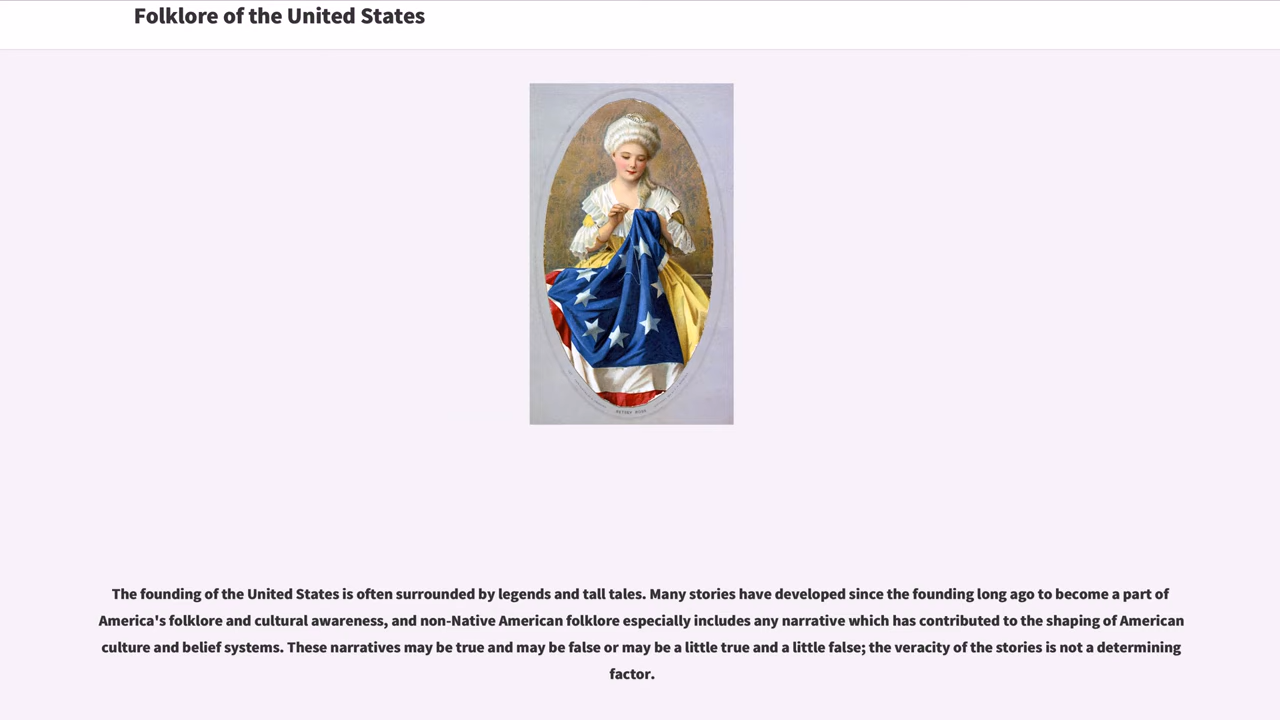 Folklore of the United States
BETSEY ROSS
The founding of the United States is often surrounded by legends and tall tales. Many stories have developed since the founding long ago to become a part of
America's folklore and cultural awareness, and non-Native American folklore especially includes any narrative which has contributed to the shaping of American
culture and belief systems. These narratives may be true and may be false or may be a little true and a little false; the veracity of the stories is not a determining
factor.